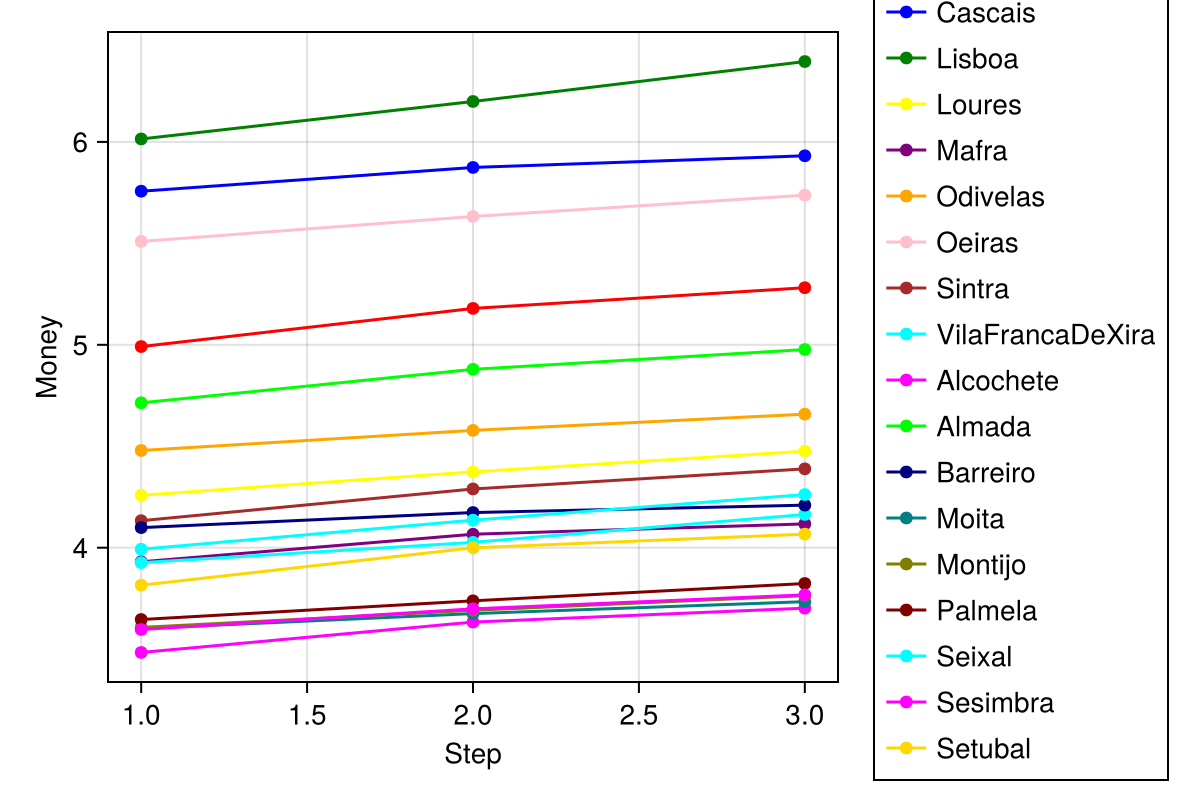 Cascais
Lisboa
Loures
Mafra
Odivelas
Oeiras
Sintra
VilaFrancaDeXira
Alcochete
Almada
Barreiro
Moita
Montijo
Palmela
Seixal
Sesimbra
Setubal
6
5
4
Money
1.0 1.5 2.0 2.5 3.0
Step